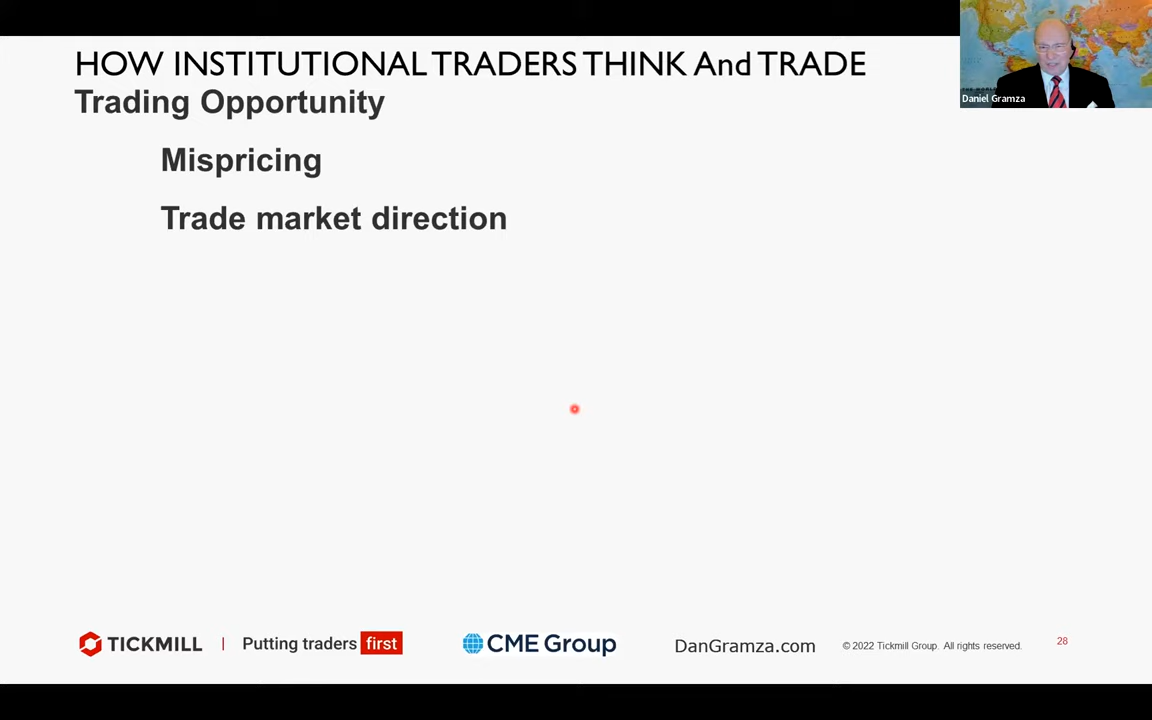 HOW INSTITUTIONAL TRADERS THINK And TRADE
Trading Opportunity
Mispricing
Trade market direction
Daniel Gramza
TICKMILL | Putting traders first
CME Group
DanGramza.com
© 2022 Tickmill Group. All rights reserved.
28